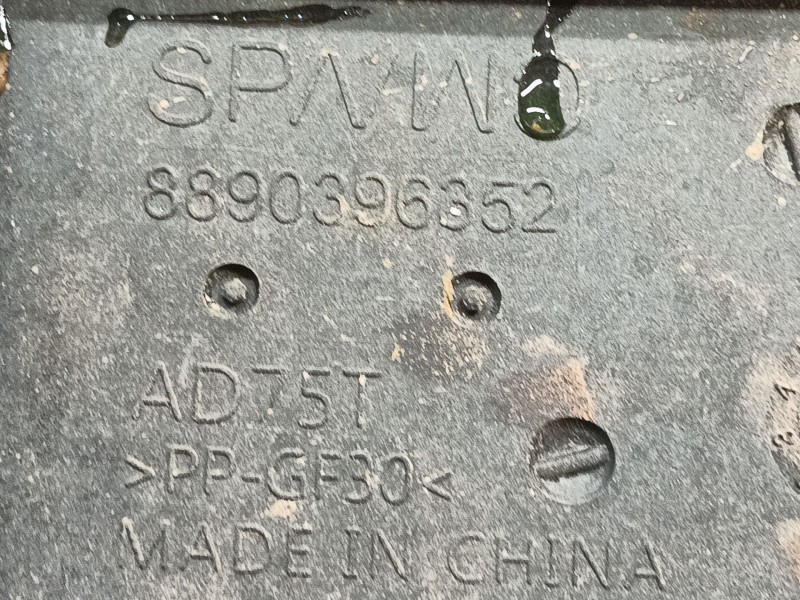 8890396352
AD75T
>PP-GF30<
MADE IN CHINA